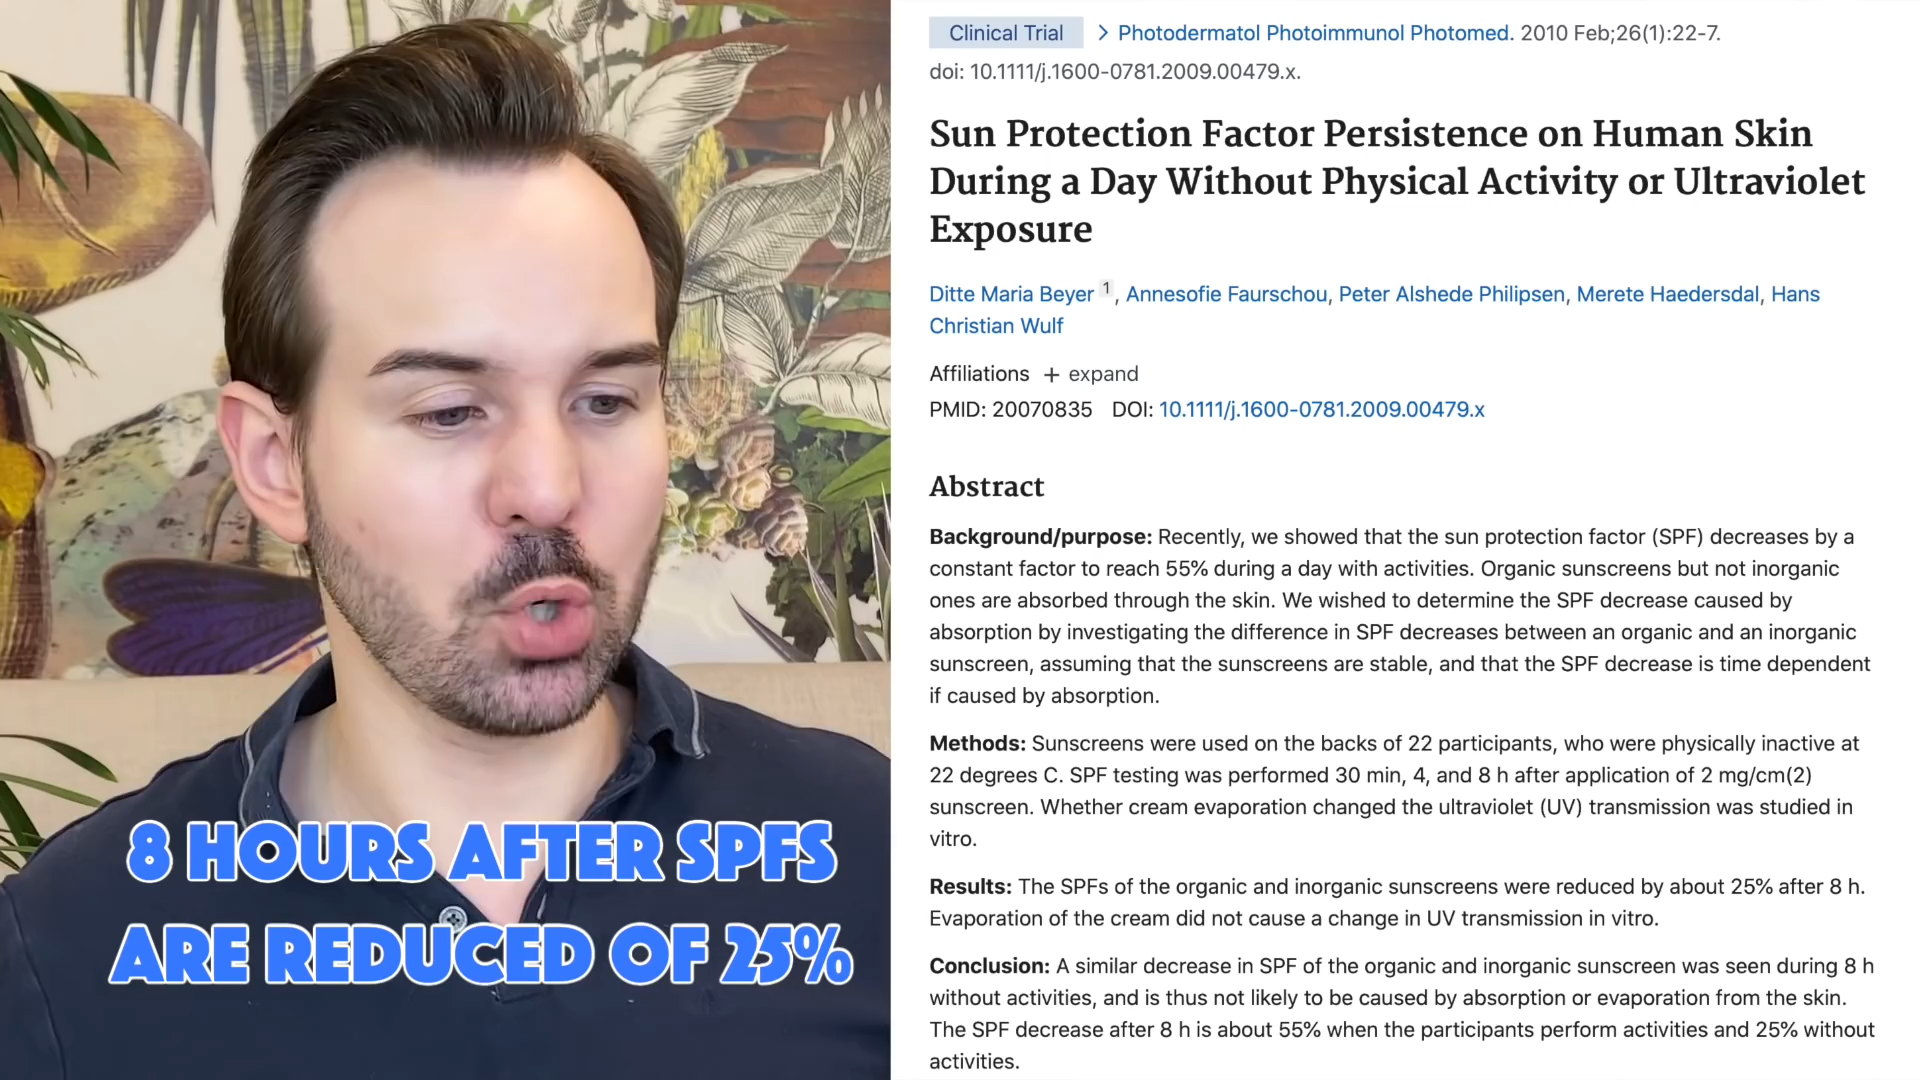 Clinical Trial > Photodermatol Photoimmunol Photomed. 2010 Feb;26(1):22-7.
doi: 10.1111/j.1600-0781.2009.00479.x.
Sun Protection Factor Persistence on Human Skin
During a Day Without Physical Activity or Ultraviolet
Exposure
Ditte Maria Beyer 1, Annesofie Faurschou, Peter Alshede Philipsen, Merete Haedersdal, Hans
Christian Wulf
Affiliations + expand
PMID: 20070835 DOI: 10.1111/j.1600-0781.2009.00479.x
Abstract
Background/purpose: Recently, we showed that the sun protection factor (SPF) decreases by a
constant factor to reach 55% during a day with activities. Organic sunscreens but not inorganic
ones are absorbed through the skin. We wished to determine the SPF decrease caused by
absorption by investigating the difference in SPF decreases between an organic and an inorganic
sunscreen, assuming that the sunscreens are stable, and that the SPF decrease is time dependent
if caused by absorption.
Methods: Sunscreens were used on the backs of 22 participants, who were physically inactive at
22 degrees C. SPF testing was performed 30 min, 4, and 8 h after application of 2 mg/cm(2)
sunscreen. Whether cream evaporation changed the ultraviolet (UV) transmission was studied in
vitro.
Results: The SPFs of the organic and inorganic sunscreens were reduced by about 25% after 8 h.
Evaporation of the cream did not cause a change in UV transmission in vitro.
Conclusion: A similar decrease in SPF of the organic and inorganic sunscreen was seen during 8 h
without activities, and is thus not likely to be caused by absorption or evaporation from the skin.
The SPF decrease after 8 h is about 55% when the participants perform activities and 25% without
activities.
8 HOURS AFTER SPFS
ARE REDUCED OF 25%